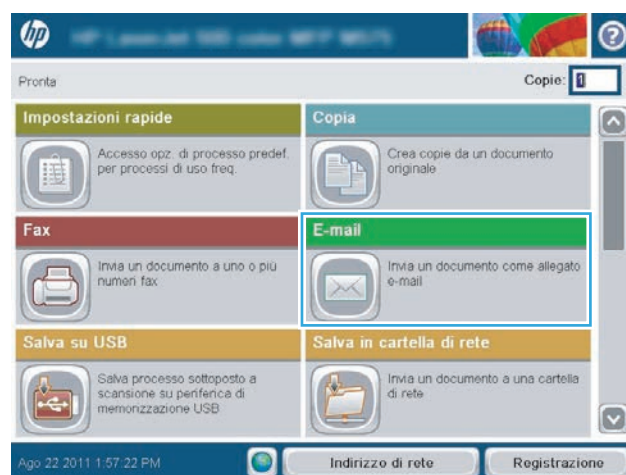 hp
Pronta
Copie: 1
Impostazioni rapide
Accesso opz. di processo predef.
per processi di uso freq.
Copia
Crea copie da un documento
originale
Fax
Invia un documento a uno o più
numeri fax
E-mail
Invia un documento come allegato
e-mail
Salva su USB
Salva processo sottoposto a
scansione su periferica di
memorizzazione USB
Salva in cartella di rete
Invia un documento a una cartella
di rete
Ago 22 2011 1:57:22 PM
Indirizzo di rete
Registrazione